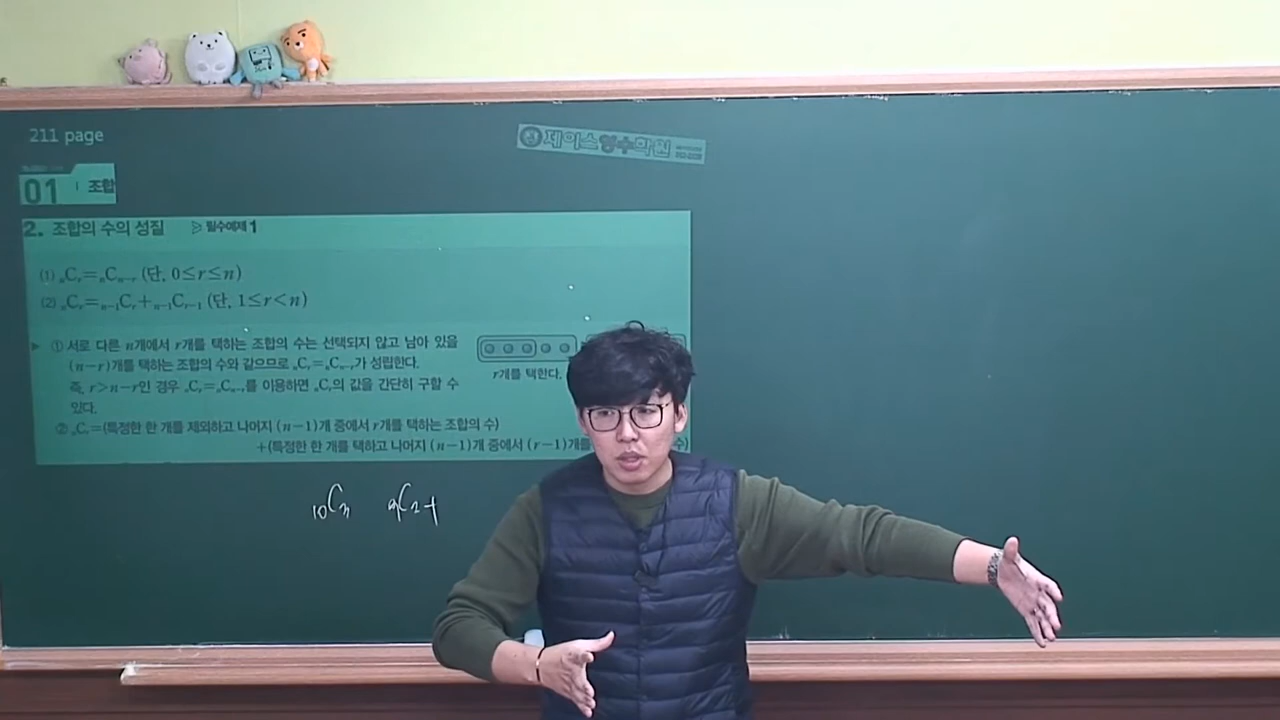 211 page
제이스영수학원
01 조합
2. 조합의 수의 성질 ▷ 필수예제 1
(1) ₙCᵣ=ₙCₙ₋ᵣ (단, 0≤r≤n)
(2) ₙCᵣ=ₙ₋₁Cᵣ+ₙ₋₁Cᵣ₋₁ (단, 1≤r<n)
▶ ① 서로 다른 n개에서 r개를 택하는 조합의 수는 선택되지 않고 남아 있을
(n-r)개를 택하는 조합의 수와 같으므로 ₙCᵣ=ₙCₙ₋ᵣ가 성립한다.
즉, r>n-r인 경우 ₙCᵣ=ₙCₙ₋ᵣ를 이용하면 ₙCᵣ의 값을 간단히 구할 수
있다.
r개를 택한다.
② ₙCᵣ=(특정한 한 개를 제외하고 나머지 (n-1)개 중에서 r개를 택하는 조합의 수)
+(특정한 한 개를 택하고 나머지 (n-1)개 중에서 (r-1)개를 수)
₁₀C₃ ₉C₂+